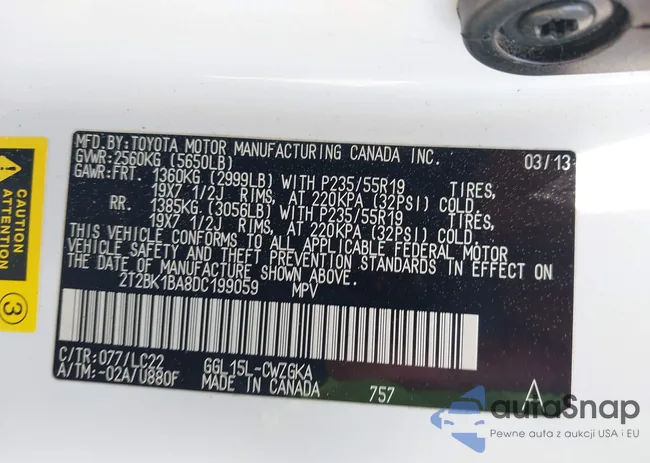 CAUTION
3
MFD.BY:TOYOTA MOTOR MANUFACTURING CANADA INC. 03/13
GVWR:2560KG (5650LB)
GAWR:FRT. 1360KG (2999LB) WITH P235/55R19 TIRES,
19X7 1/2J RIMS, AT 220KPA (32PSI) COLD
RR. 1385KG (3056LB) WITH P235/55R19 TIRES,
19X7 1/2J RIMS, AT 220KPA (32PSI) COLD.
THIS VEHICLE CONFORMS TO ALL APPLICABLE FEDERAL MOTOR
VEHICLE SAFETY AND THEFT PREVENTION STANDARDS IN EFFECT ON
THE DATE OF MANUFACTURE SHOWN ABOVE.
2T2BK1BA8DC199059 MPV
C/TR:077/LC22 GGL15L-CWZGKA
A/TM:-02A/U880F MADE IN CANADA 757 A
autaSnap
Pewne auta z aukcji USA i EU